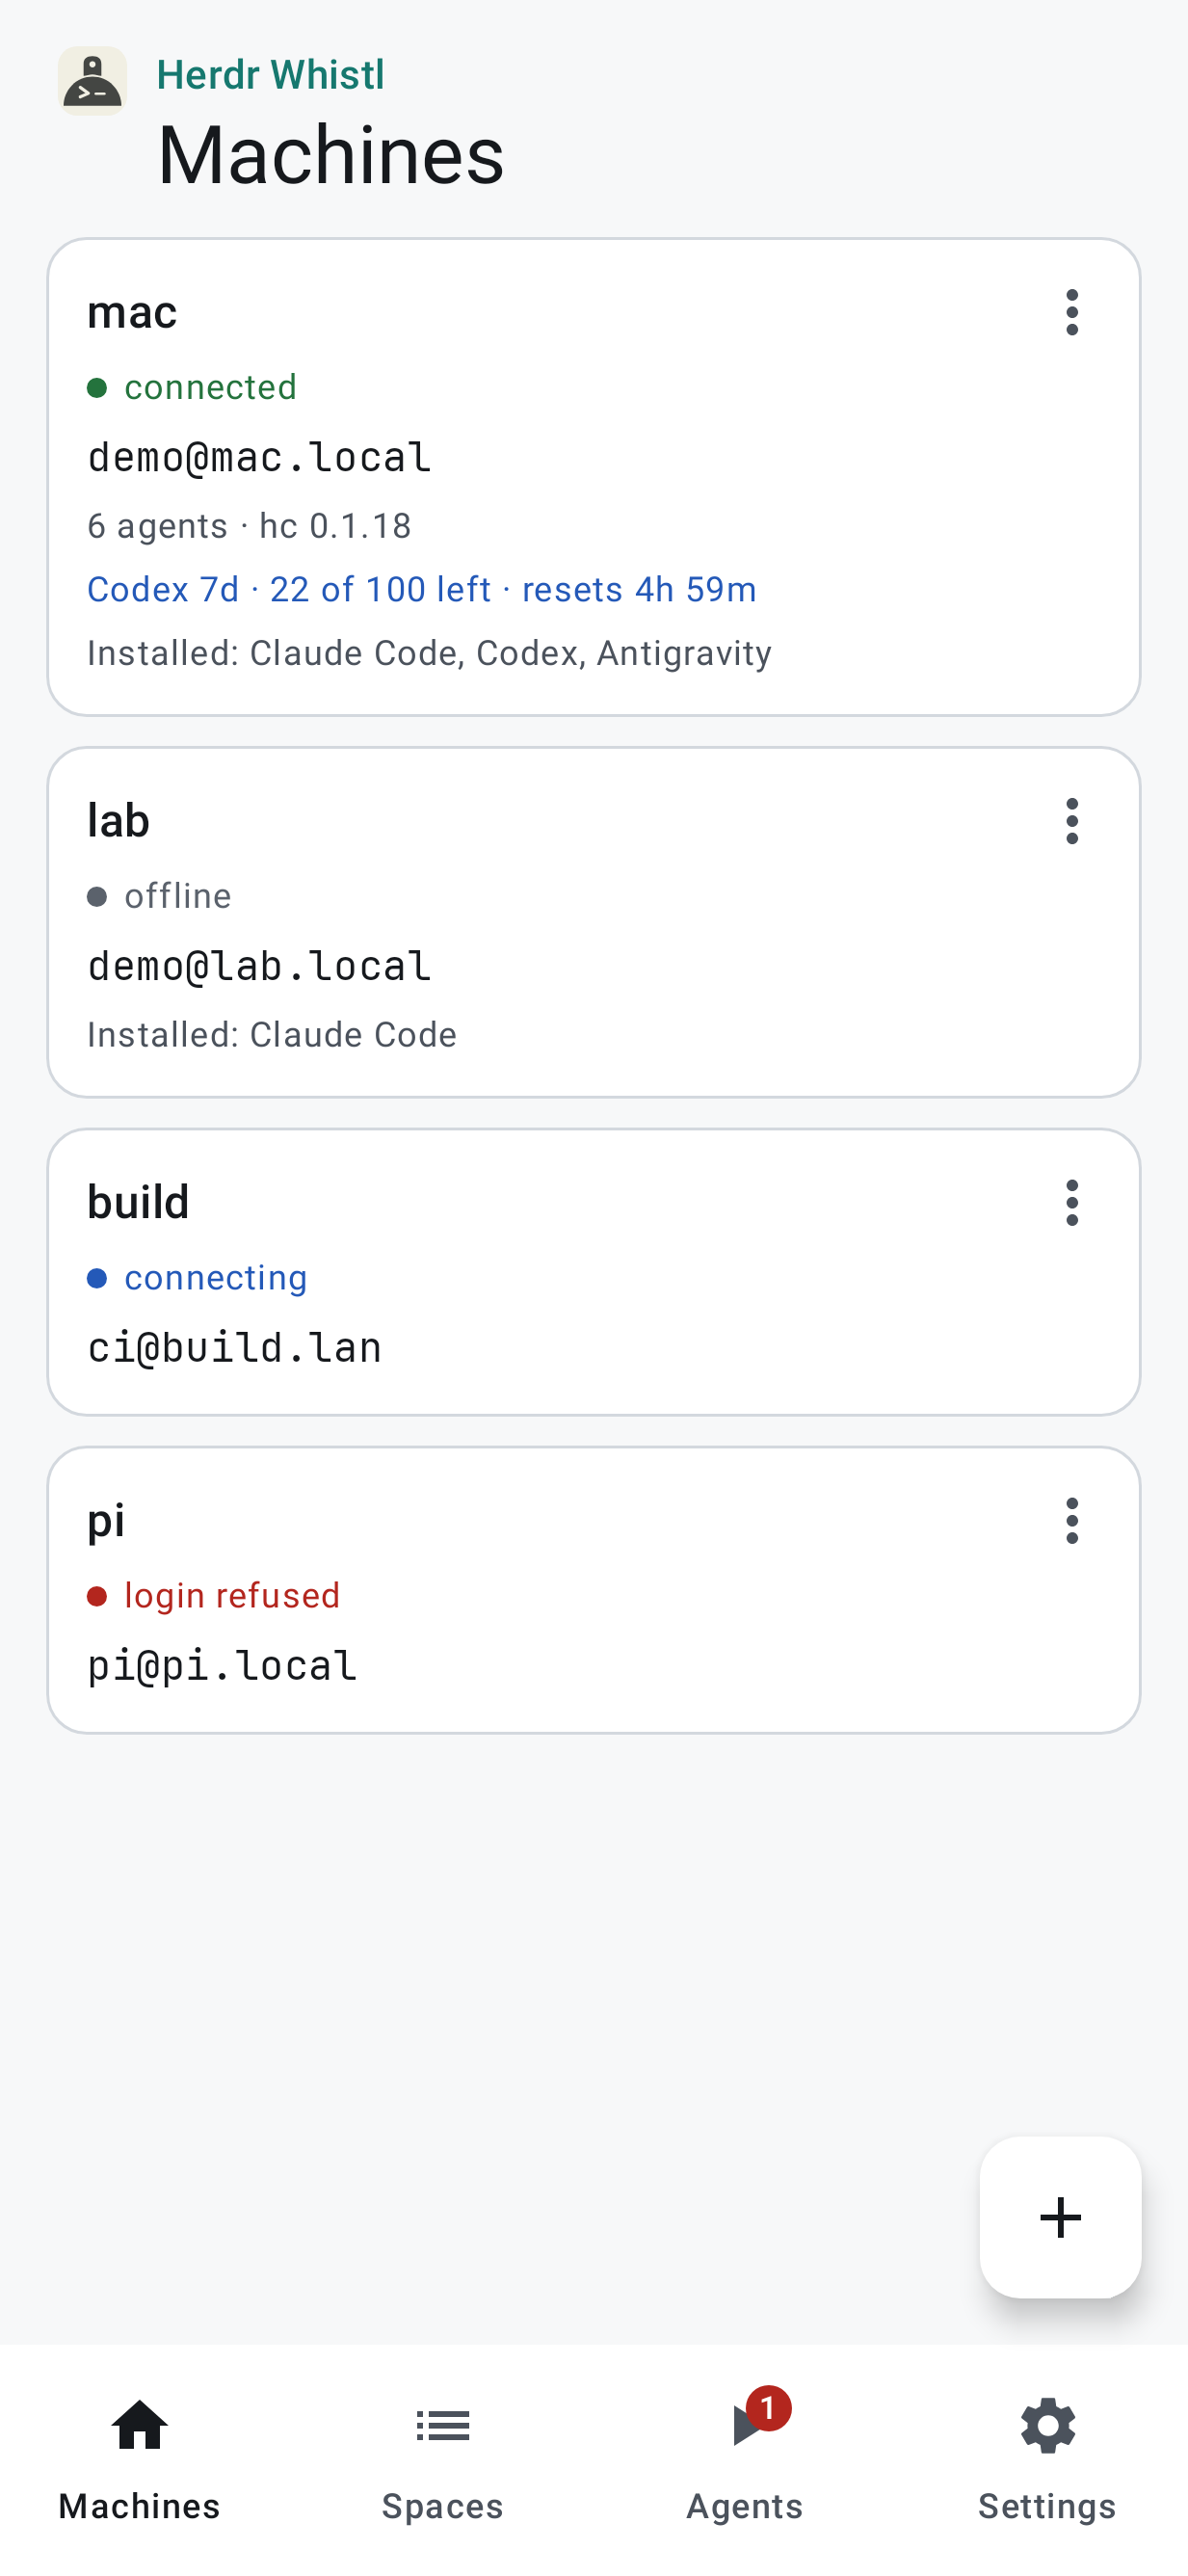 Herdr Whistl
Machines
mac
connected
demo@mac.local
6 agents · hc 0.1.18
Codex 7d · 22 of 100 left · resets 4h 59m
Installed: Claude Code, Codex, Antigravity
lab
offline
demo@lab.local
Installed: Claude Code
build
connecting
ci@build.lan
pi
login refused
pi@pi.local
1
Machines
Spaces
Agents
Settings